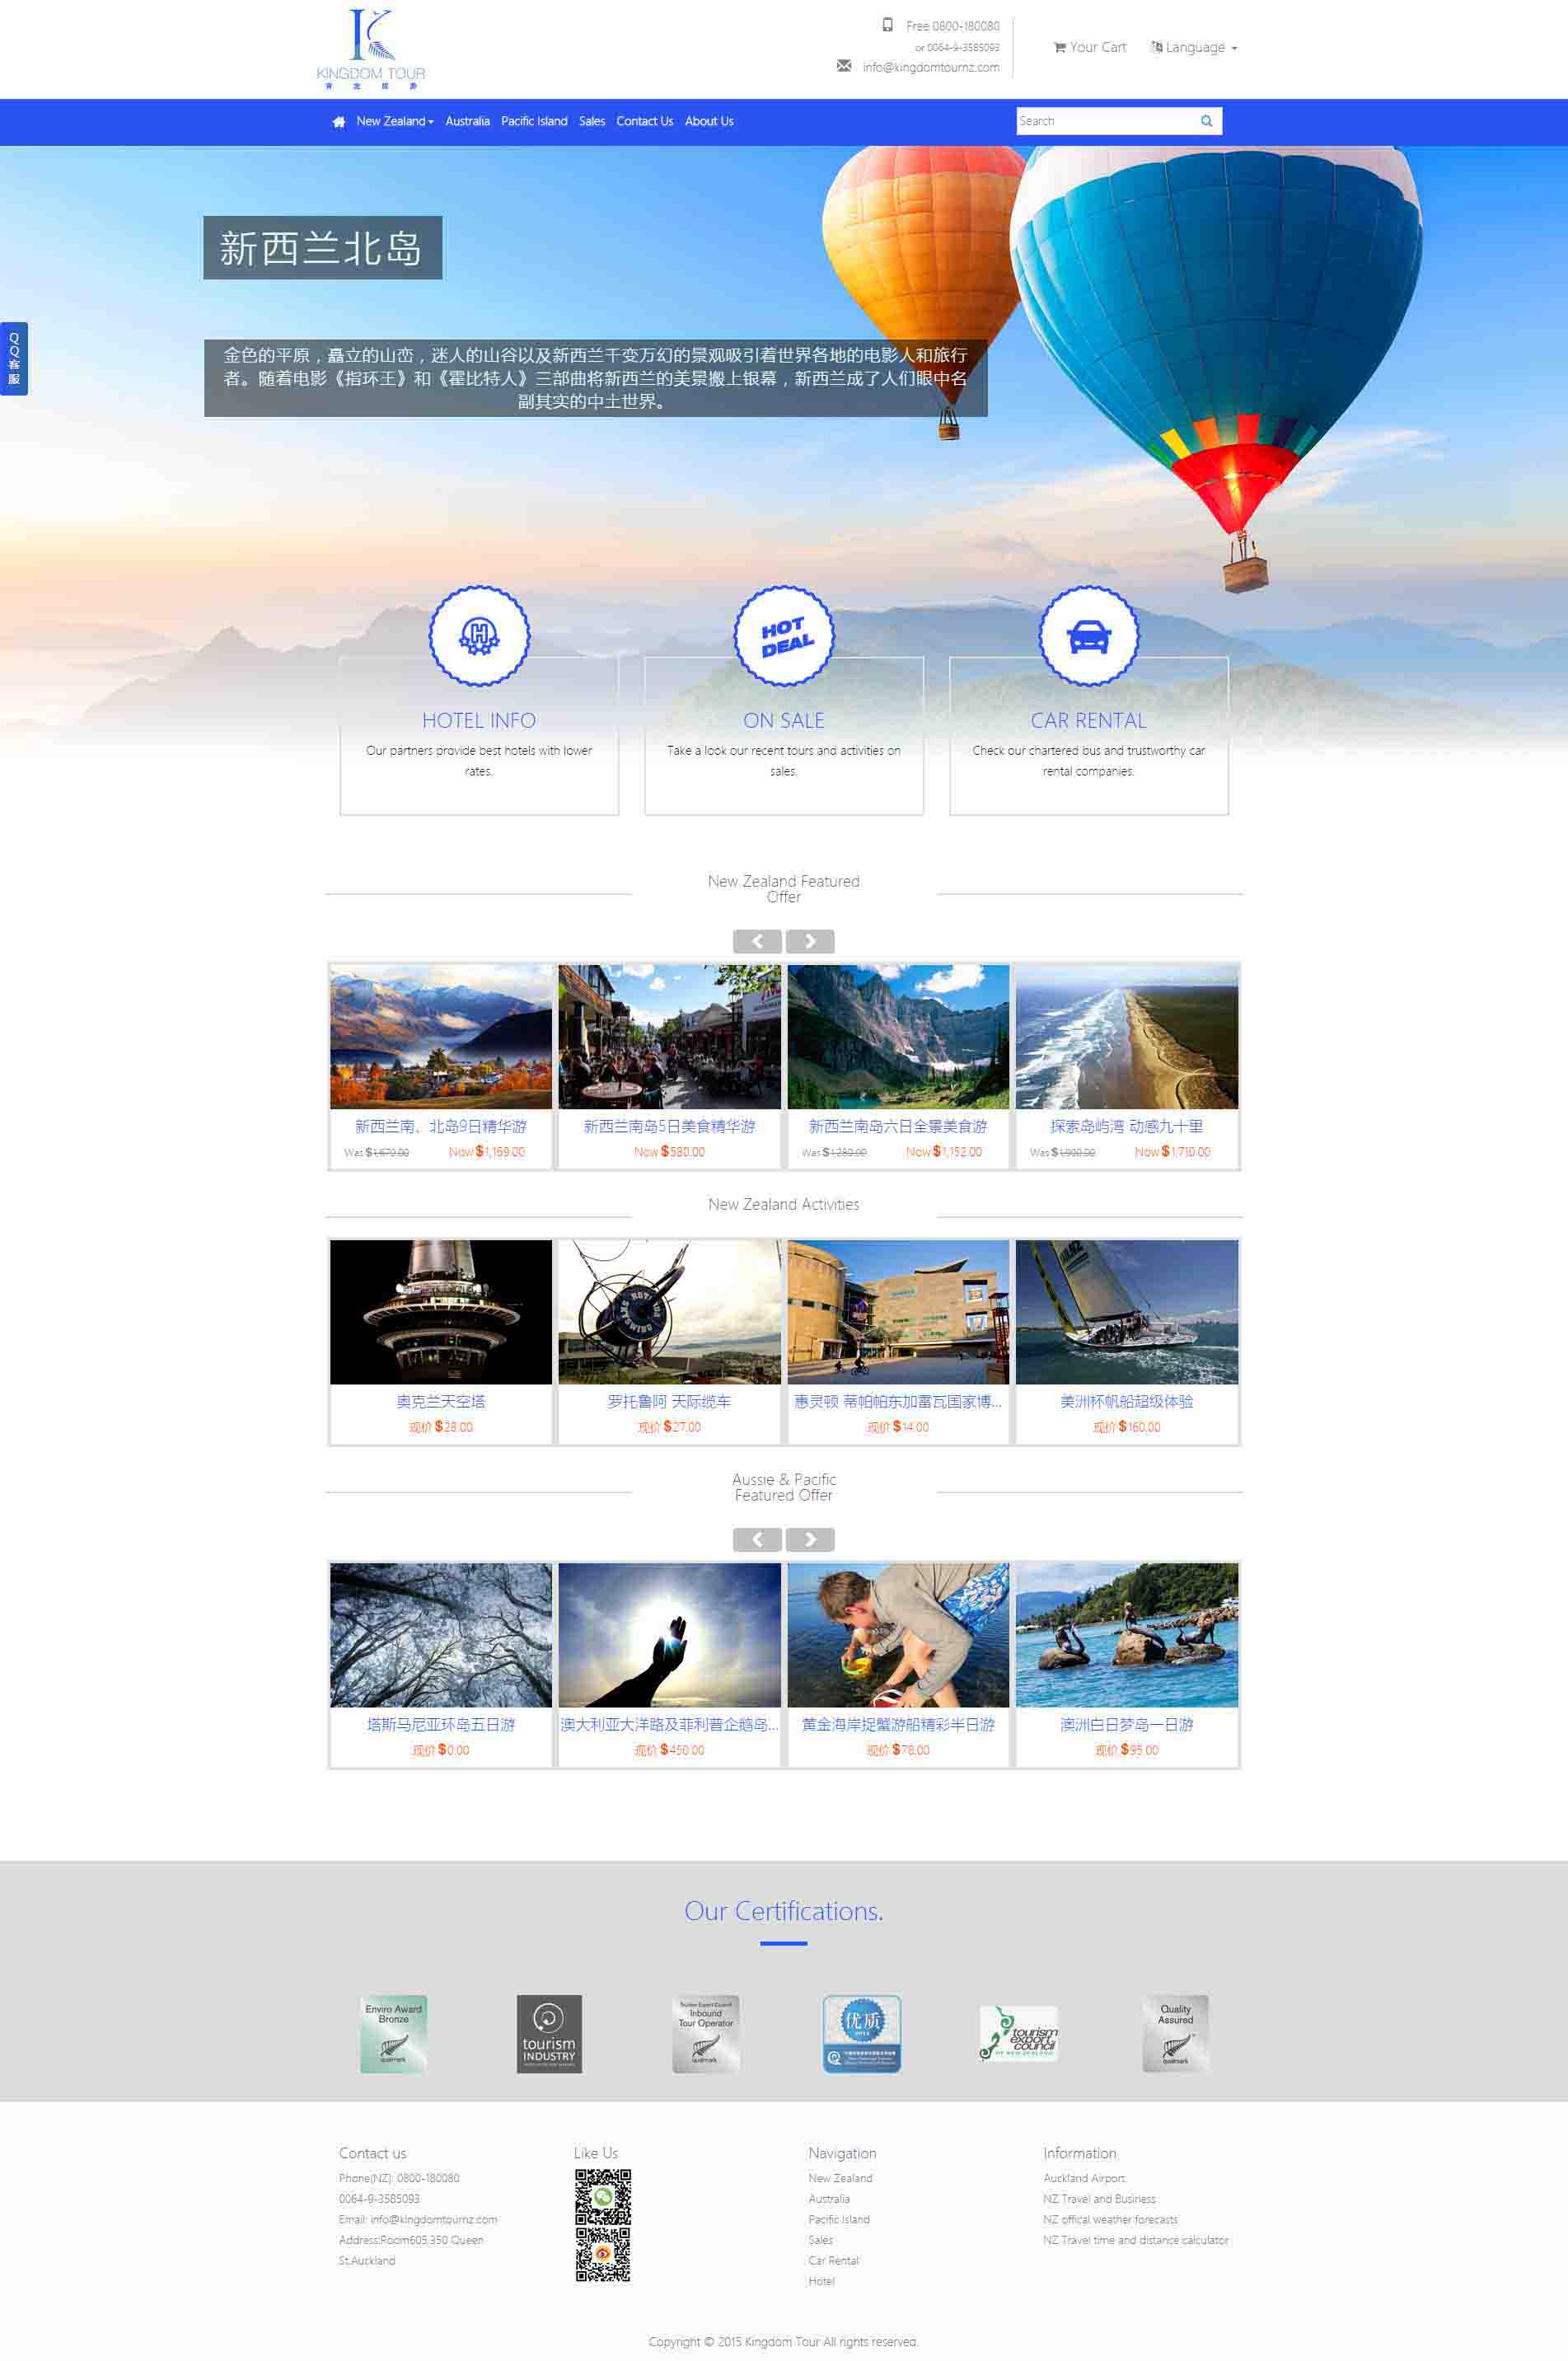 KINGDOM TOUR
Free 0800-180080
or 0064-9-3585093
info@kingdomtournz.com
Your Cart
Language
New Zealand
Australia
Pacific Island
Sales
Contact Us
About Us
Search
新西兰北岛
QQ客服
金色的平原，矗立的山峦，迷人的山谷以及新西兰千变万幻的景观吸引着世界各地的电影人和旅行
者。随着电影《指环王》和《霍比特人》三部曲将新西兰的美景搬上银幕，新西兰成了人们眼中名
副其实的中土世界。
HOT
DEAL
HOTEL INFO
Our partners provide best hotels with lower
rates.
ON SALE
Take a look our recent tours and activities on
sales.
CAR RENTAL
Check our chartered bus and trustworthy car
rental companies.
New Zealand Featured
Offer
新西兰南、北岛9日精华游
Was $1,670.00 Now $1,169.00
新西兰南岛5日美食精华游
Now $580.00
新西兰南岛六日全景美食游
Was $1,280.00 Now $1,152.00
探索岛屿湾 动感九十里
Was $1,900.00 Now $1,710.00
New Zealand Activities
奥克兰天空塔
现价 $28.00
罗托鲁阿 天际缆车
现价 $27.00
惠灵顿 蒂帕帕东加雷瓦国家博...
现价 $14.00
美洲杯帆船超级体验
现价 $160.00
Aussie & Pacific
Featured Offer
塔斯马尼亚环岛五日游
现价 $0.00
澳大利亚大洋路及菲利普企鹅岛...
现价 $450.00
黄金海岸捉蟹游船精彩半日游
现价 $78.00
澳洲白日梦岛一日游
现价 $95.00
Our Certifications.
Enviro Award
Bronze
qualmark
tourism
INDUSTRY
Tourism Export Council
Inbound
Tour Operator
qualmark
优质
tourism
export
council
OF NEW ZEALAND
Quality
Assured
qualmark
Contact us
Phone(NZ): 0800-180080
0064-9-3585093
Email: info@kingdomtournz.com
Address:Room605,350 Queen
St.Auckland
Like Us
Navigation
New Zealand
Australia
Pacific Island
Sales
Car Rental
Hotel
Information
Auckland Airport
NZ Travel and Business
NZ offical weather forecasts
NZ Travel time and distance calculator
Copyright © 2015 Kingdom Tour All rights reserved.